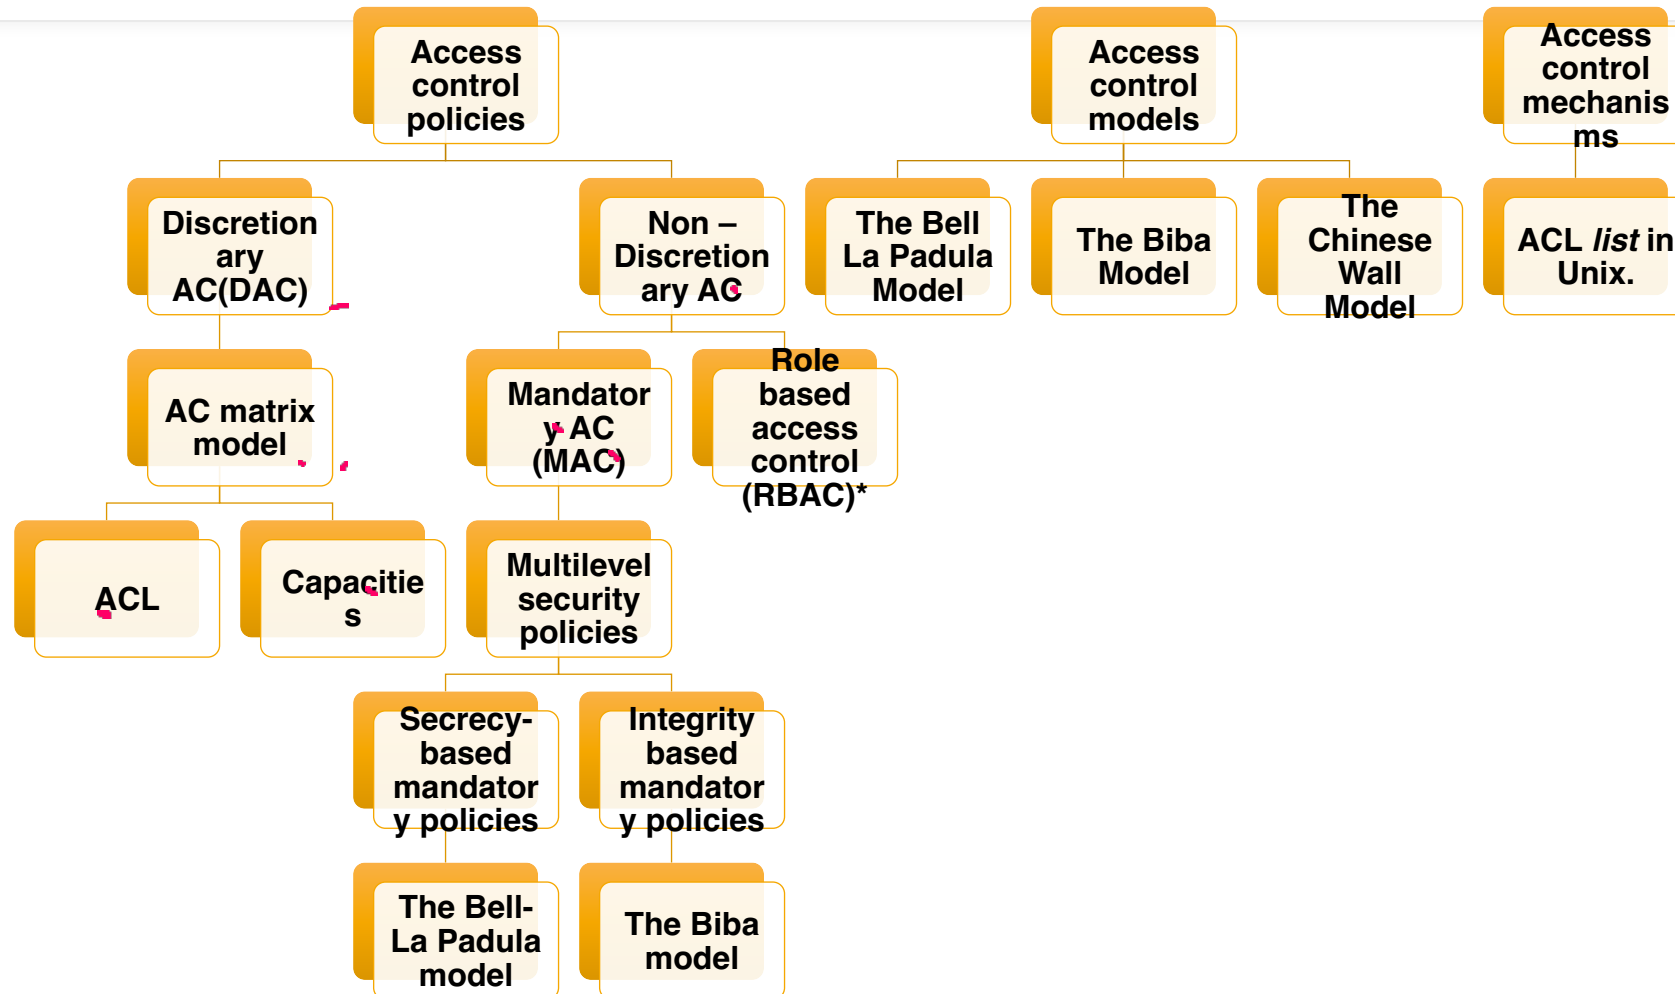 Access
control
policies
Access
control
models
Access
control
mechanis
ms
Discretion
ary
AC(DAC)
Non –
Discretion
ary AC
The Bell
La Padula
Model
The Biba
Model
The
Chinese
Wall
Model
ACL list in
Unix.
AC matrix
model
Mandator
y AC
(MAC)
Role
based
access
control
(RBAC)*
ACL
Capacitie
s
Multilevel
security
policies
Secrecy-
based
mandator
y policies
Integrity
based
mandator
y policies
The Bell-
La Padula
model
The Biba
model